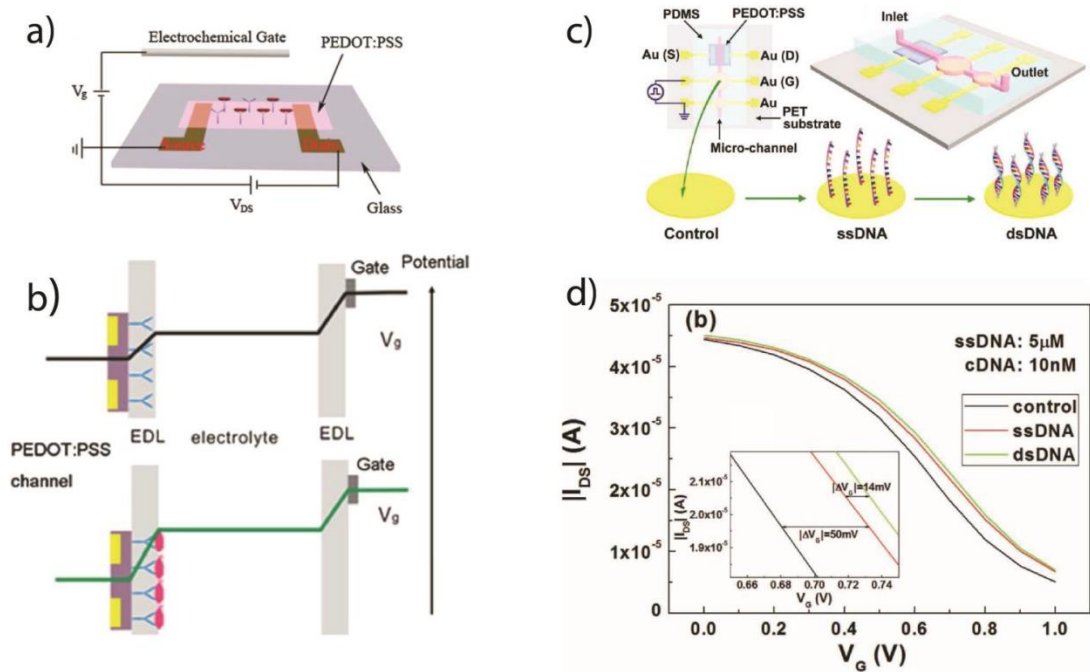 a)
Electrochemical Gate
PEDOT:PSS
Vg
Source
Drain
VDS
Glass
b)
Gate
Potential
Vg
EDL
electrolyte
EDL
PEDOT:PSS
channel
Gate
Vg
c)
PDMS
PEDOT:PSS
Au (S)
Au (D)
Au (G)
Au
PET
substrate
Micro-channel
Inlet
Outlet
Control
ssDNA
dsDNA
d)
(b)
ssDNA: 5μM
cDNA: 10nM
control
ssDNA
dsDNA
|IDS| (A)
5x10⁻⁵
4x10⁻⁵
3x10⁻⁵
2x10⁻⁵
1x10⁻⁵
0
|IDS| (A)
2.1x10⁻⁵
2.0x10⁻⁵
1.9x10⁻⁵
|ΔVG|=14mV
|ΔVG|=50mV
0.66 0.68 0.70 0.72 0.74
VG (V)
0.0 0.2 0.4 0.6 0.8 1.0
VG (V)